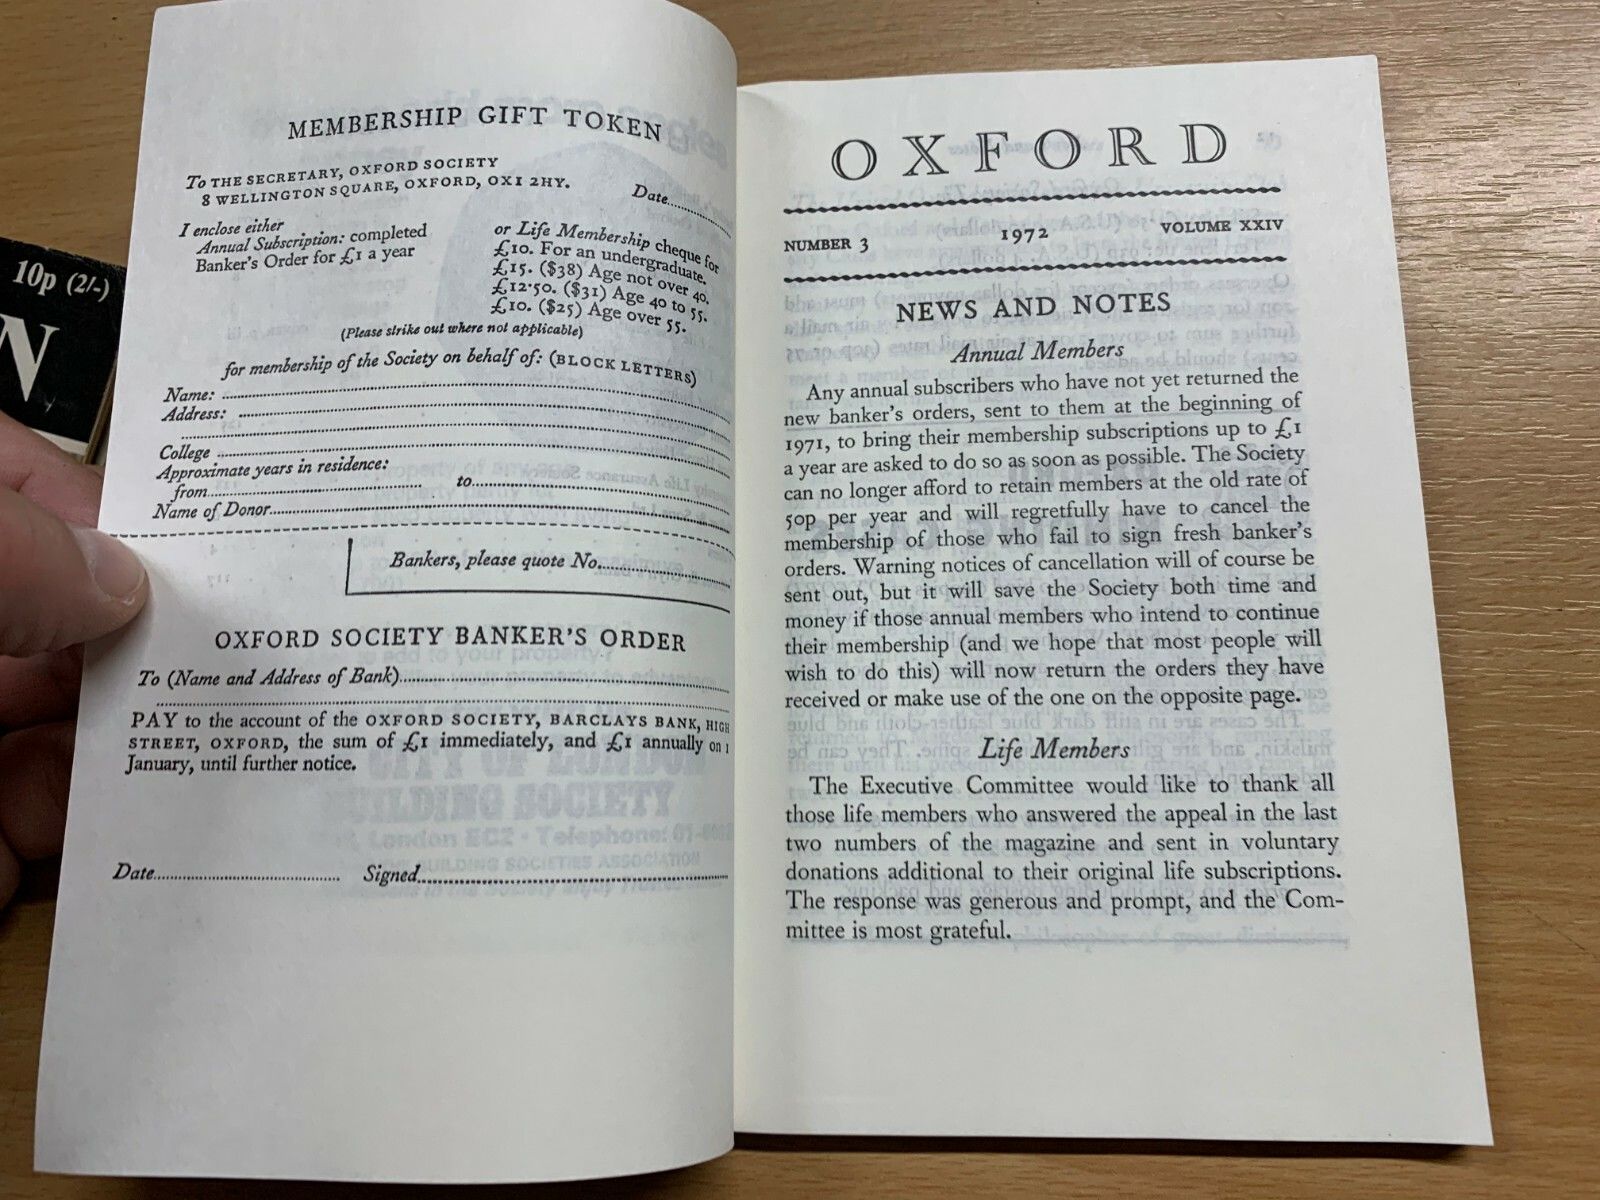 10p (2/-)
N
MEMBERSHIP GIFT TOKEN
To THE SECRETARY, OXFORD SOCIETY
8 WELLINGTON SQUARE, OXFORD, OX1 2HY.
Date..............
I enclose either
Annual Subscription: completed
Banker's Order for £1 a year
or Life Membership cheque for
£10. For an undergraduate.
£15. ($38) Age not over 40.
£12·50. ($31) Age 40 to 55.
£10. ($25) Age over 55.
(Please strike out where not applicable)
for membership of the Society on behalf of: (BLOCK LETTERS)
Name: ..............
Address: ..............
..............
College ..............
Approximate years in residence:
from.............. to..............
Name of Donor..............
Bankers, please quote No..............
OXFORD SOCIETY BANKER'S ORDER
To (Name and Address of Bank)..............
..............
PAY to the account of the OXFORD SOCIETY, BARCLAYS BANK, HIGH
STREET, OXFORD, the sum of £1 immediately, and £1 annually on 1
January, until further notice.
CITY OF LONDON
BUILDING SOCIETY
London EC2 · Telephone: 01-
BUILDING SOCIETIES ASSOCIATION
Date.............. Signed..............
OXFORD
NUMBER 3 1972 VOLUME XXIV
NEWS AND NOTES
Annual Members
Any annual subscribers who have not yet returned the
new banker's orders, sent to them at the beginning of
1971, to bring their membership subscriptions up to £1
a year are asked to do so as soon as possible. The Society
can no longer afford to retain members at the old rate of
50p per year and will regretfully have to cancel the
membership of those who fail to sign fresh banker's
orders. Warning notices of cancellation will of course be
sent out, but it will save the Society both time and
money if those annual members who intend to continue
their membership (and we hope that most people will
wish to do this) will now return the orders they have
received or make use of the one on the opposite page.
Life Members
The Executive Committee would like to thank all
those life members who answered the appeal in the last
two numbers of the magazine and sent in voluntary
donations additional to their original life subscriptions.
The response was generous and prompt, and the Com-
mittee is most grateful.